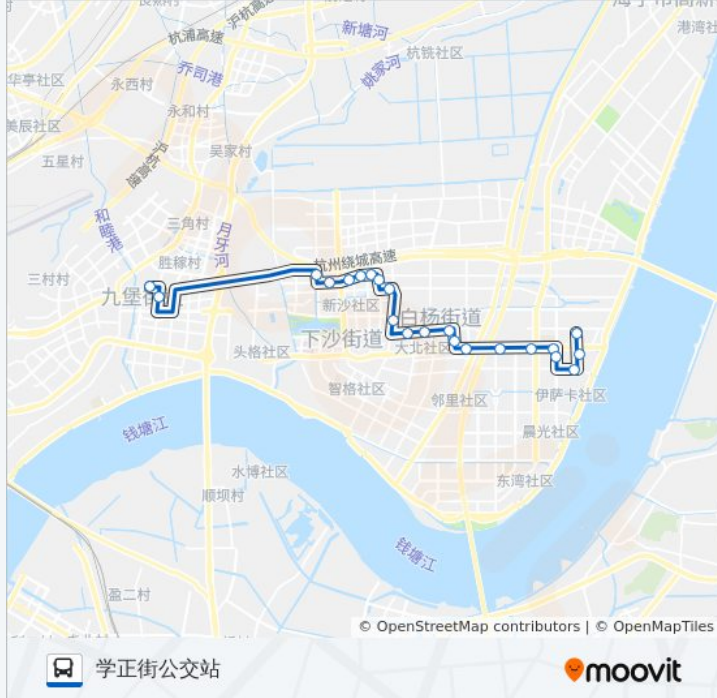 沪杭高速
杭浦高速
新塘河
港湾社
杭铣社区
华亭社区
乔司港
姚家河
永西村
永和村
美辰社区
吴家村
五星村
沪杭高速
和睦港
三角村
月牙河
胜稼村
杭州绕城高速
三村村
九堡街
新沙社区
白杨街道
下沙街道
头格社区
大北社区
智格社区
邻里社区
伊萨卡社区
钱塘江
晨光社区
水博社区
东湾社区
顺坝村
钱塘江
盈二村
© OpenStreetMap contributors | © OpenMapTiles
学正街公交站
moovit